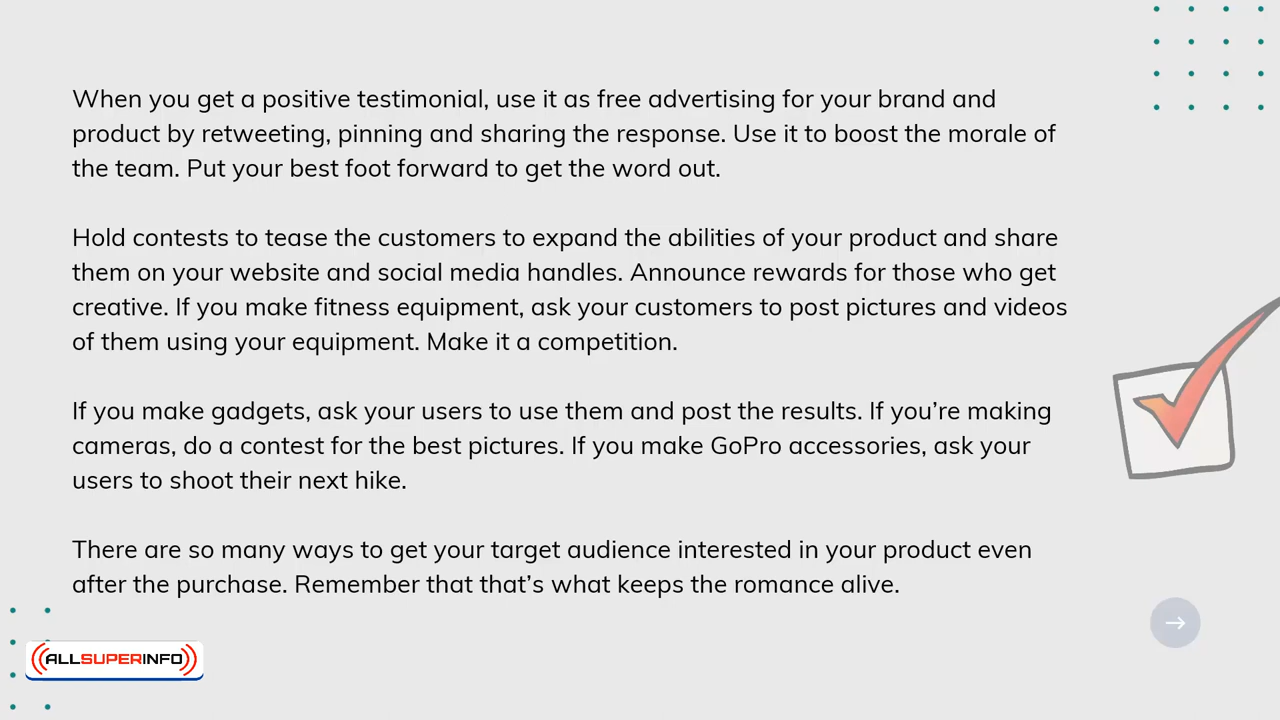 When you get a positive testimonial, use it as free advertising for your brand and
product by retweeting, pinning and sharing the response. Use it to boost the morale of
the team. Put your best foot forward to get the word out.
Hold contests to tease the customers to expand the abilities of your product and share
them on your website and social media handles. Announce rewards for those who get
creative. If you make fitness equipment, ask your customers to post pictures and videos
of them using your equipment. Make it a competition.
If you make gadgets, ask your users to use them and post the results. If you’re making
cameras, do a contest for the best pictures. If you make GoPro accessories, ask your
users to shoot their next hike.
There are so many ways to get your target audience interested in your product even
after the purchase. Remember that that’s what keeps the romance alive.
ALLSUPERINFO